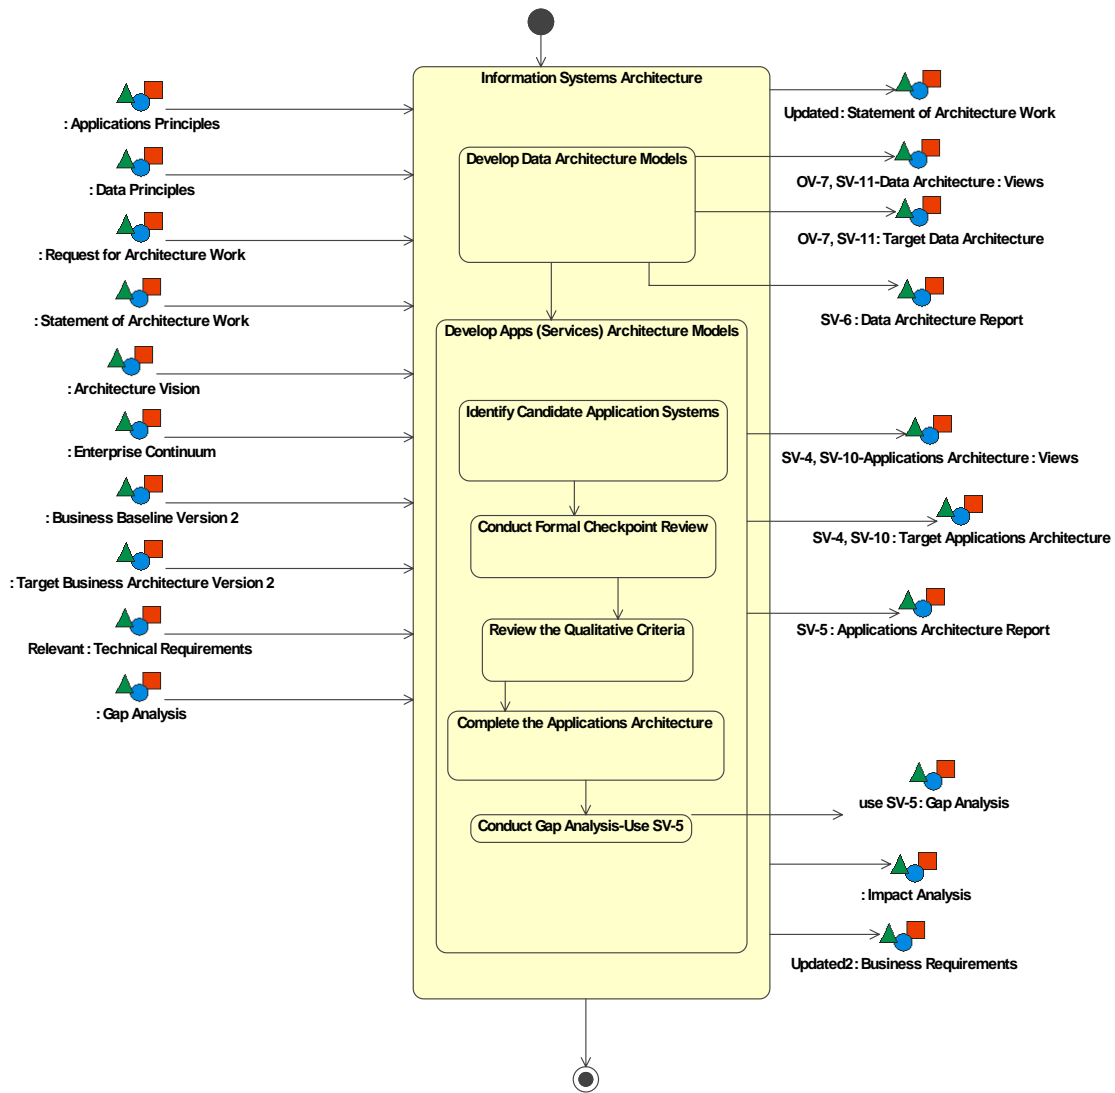 Information Systems Architecture
: Applications Principles
: Data Principles
: Request for Architecture Work
: Statement of Architecture Work
: Architecture Vision
: Enterprise Continuum
: Business Baseline Version 2
: Target Business Architecture Version 2
Relevant : Technical Requirements
: Gap Analysis
Develop Data Architecture Models
Develop Apps (Services) Architecture Models
Identify Candidate Application Systems
Conduct Formal Checkpoint Review
Review the Qualitative Criteria
Complete the Applications Architecture
Conduct Gap Analysis-Use SV-5
Updated : Statement of Architecture Work
OV-7, SV-11-Data Architecture : Views
OV-7, SV-11 : Target Data Architecture
SV-6 : Data Architecture Report
SV-4, SV-10-Applications Architecture : Views
SV-4, SV-10 : Target Applications Architecture
SV-5 : Applications Architecture Report
use SV-5 : Gap Analysis
: Impact Analysis
Updated2 : Business Requirements